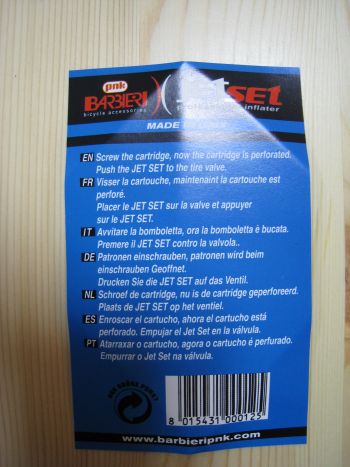 pnk
BARBIERI
bicycle accessories
SET
inflater
MADE
EN Screw the cartridge, now the cartridge is perforated.
Push the JET SET to the tire valve.
FR Visser la cartouche, maintenaint la cartouche est
perforé.
Placer le JET SET sur la valve et appuyer
sur le JET SET.
IT Avvitare la bomboletta, ora la bomboletta è bucata.
Premere il JET SET contro la valvola..
DE Patronen einschrauben, patronen wird beim
einschrauben Geoffnet.
Drucken Sie die JET SET auf das Ventil.
NL Schroef de cartridge, nu is de cartridge geperforeerd.
Plaats de JET SET op het ventiel.
ES Enroscar el cartucho, ahora el cartucho está
perforado. Empujar el Jet Set en la válvula.
PT Atarraxar o cartucho, agora o cartucho é perfurado.
Empurrar o Jet Set na válvula.
8 015431 000125
www.barbieripnk.com